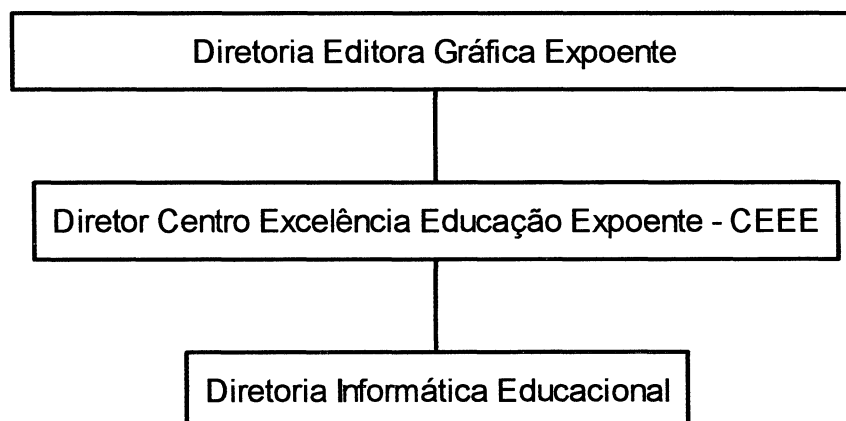 Diretoria Editora Gráfica Expoente
Diretor Centro Excelência Educação Expoente - CEEE
Diretoria Informática Educacional